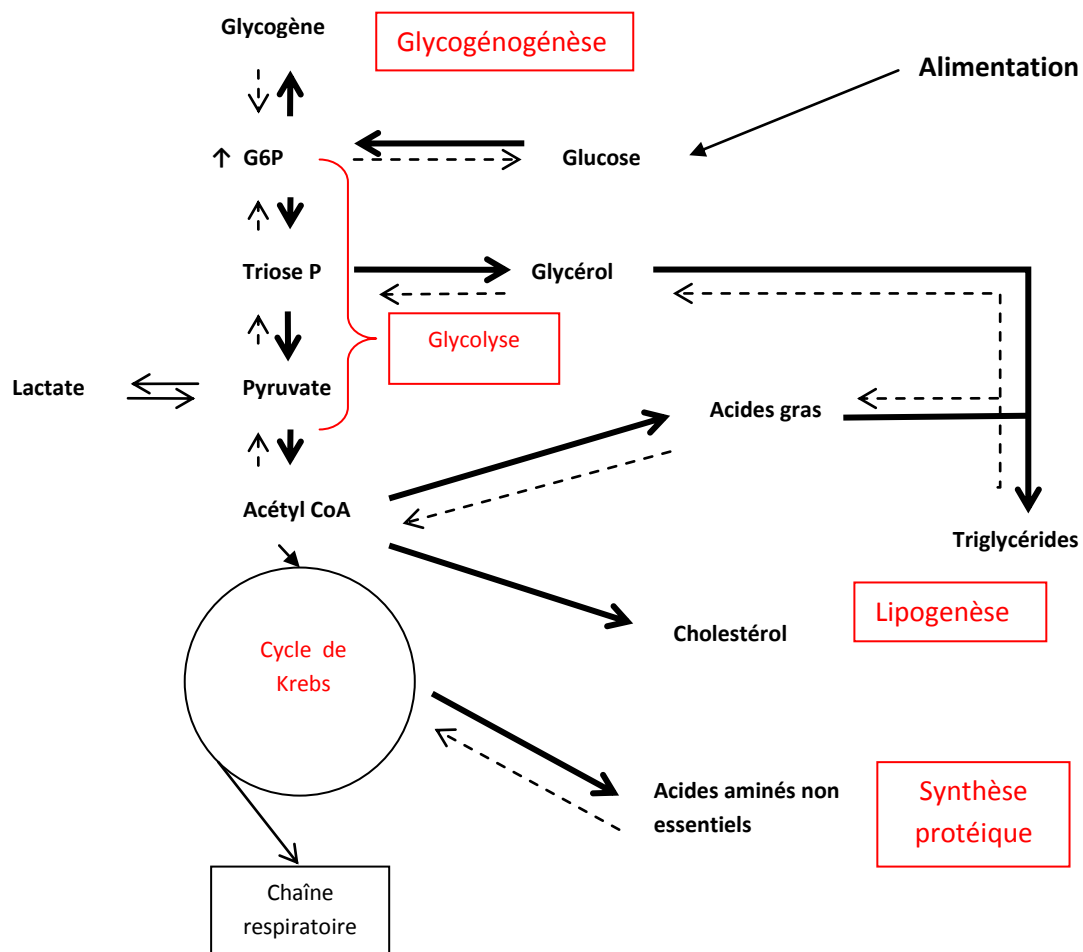 Glycogène
Glycogénogénèse
Alimentation
↑ G6P
Glucose
Triose P
Glycérol
Glycolyse
Lactate
Pyruvate
Acides gras
Acétyl CoA
Triglycérides
Lipogenèse
Cholestérol
Cycle de
Krebs
Acides aminés non
essentiels
Synthèse
protéique
Chaîne
respiratoire